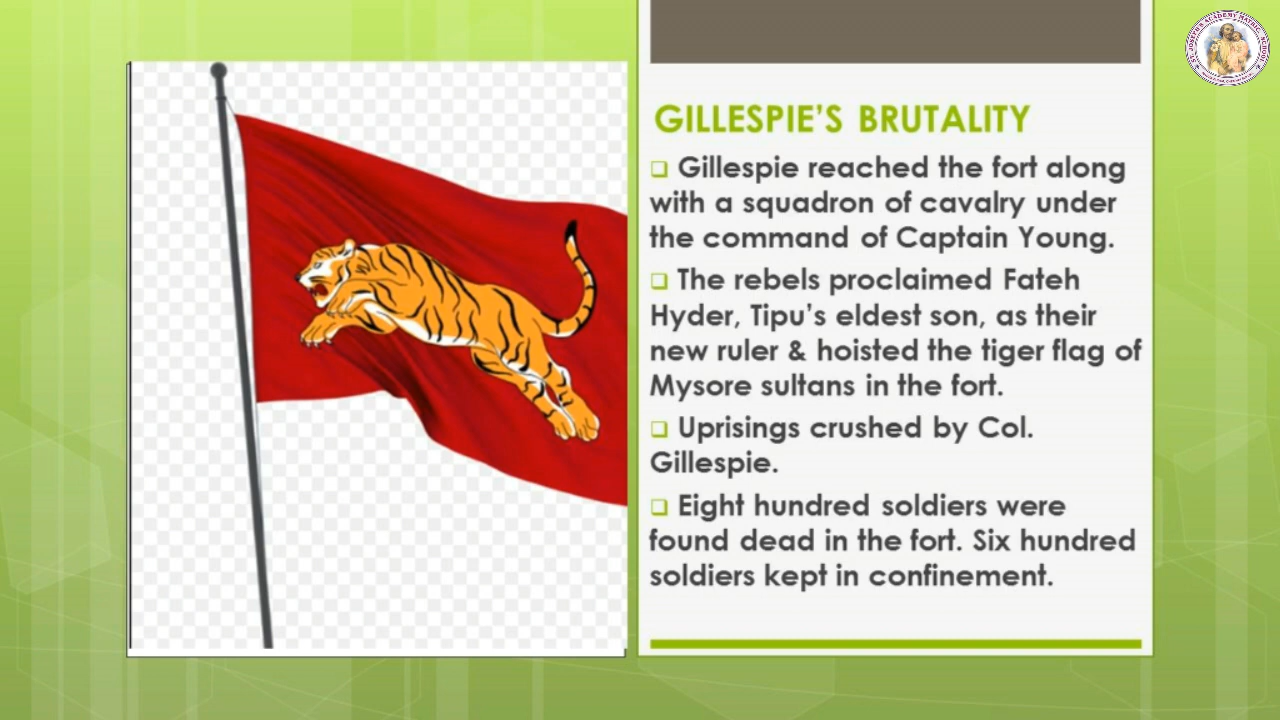 GILLESPIE'S BRUTALITY
❑ Gillespie reached the fort along
with a squadron of cavalry under
the command of Captain Young.
❑ The rebels proclaimed Fateh
Hyder, Tipu's eldest son, as their
new ruler & hoisted the tiger flag of
Mysore sultans in the fort.
❑ Uprisings crushed by Col.
Gillespie.
❑ Eight hundred soldiers were
found dead in the fort. Six hundred
soldiers kept in confinement.